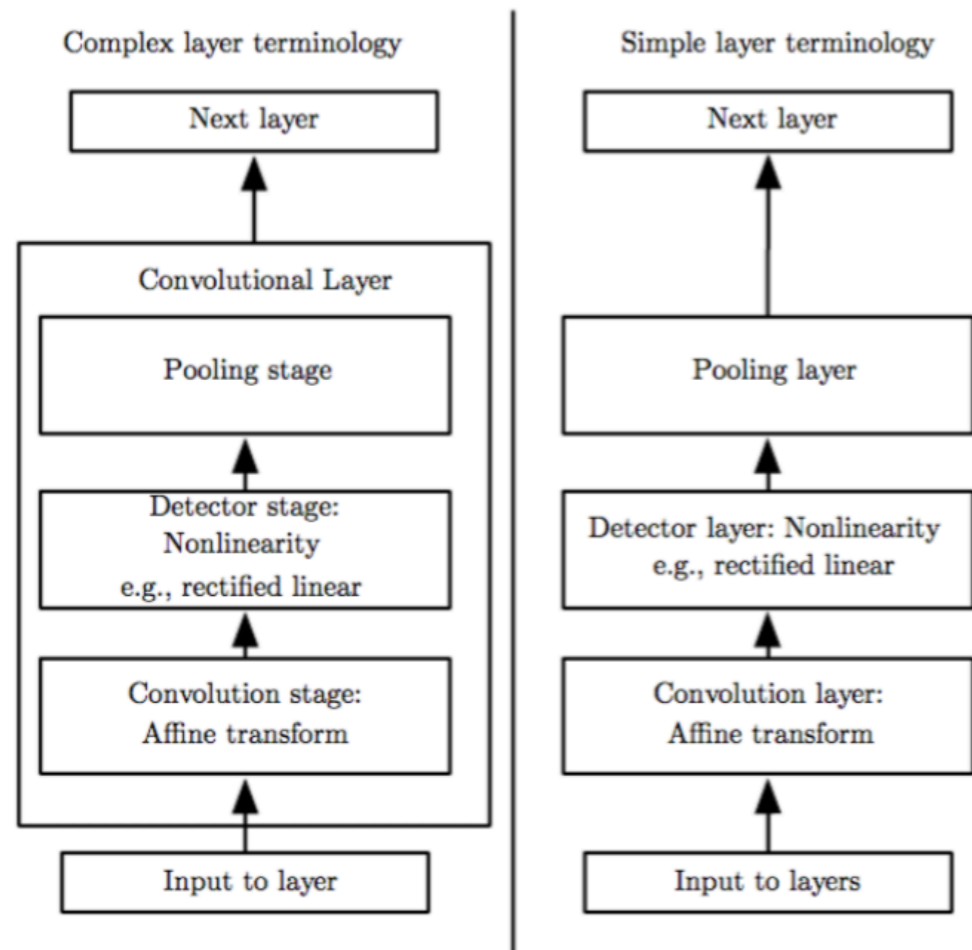 Complex layer terminology
Next layer
Convolutional Layer
Pooling stage
Detector stage:
Nonlinearity
e.g., rectified linear
Convolution stage:
Affine transform
Input to layer
Simple layer terminology
Next layer
Pooling layer
Detector layer: Nonlinearity
e.g., rectified linear
Convolution layer:
Affine transform
Input to layers